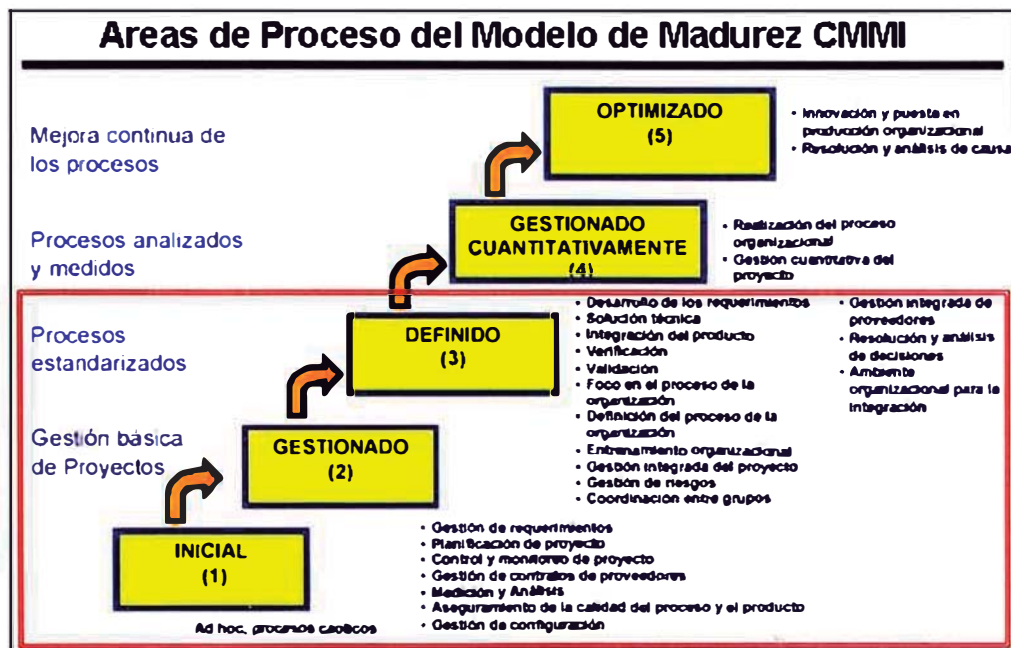 Areas de Proceso del Modelo de Madurez CMMI
Mejora continua de
los procesos
OPTIMIZADO
(5)
• Innovación y puesta en
producción organizacional
• Resolución y análisis de causa
Procesos analizados
y medidos
GESTIONADO
CUANTITATIVAMENTE
(4)
• Realización del proceso
organizacional
• Gestión cuantitativa del
proyecto
Procesos
estandarizados
DEFINIDO
(3)
• Desarrollo de los requerimientos
• Solución técnica
• Integración del producto
• Verificación
• Validación
• Foco en el proceso de la
organización
• Definición del proceso de la
organización
• Entrenamiento organizacional
• Gestión integrada del proyecto
• Gestión de riesgos
• Coordinación entre grupos
• Gestión integrada de
proveedores
• Resolución y análisis
de decisiones
• Ambiente
organizacional para la
integración
Gestión básica
de Proyectos
GESTIONADO
(2)
• Gestión de requerimientos
• Planificación de proyecto
• Control y monitoreo de proyecto
• Gestión de contratos de proveedores
• Medición y Análisis
• Aseguramiento de la calidad del proceso y el producto
• Gestión de configuración
INICIAL
(1)
Ad hoc, procesos caoticos